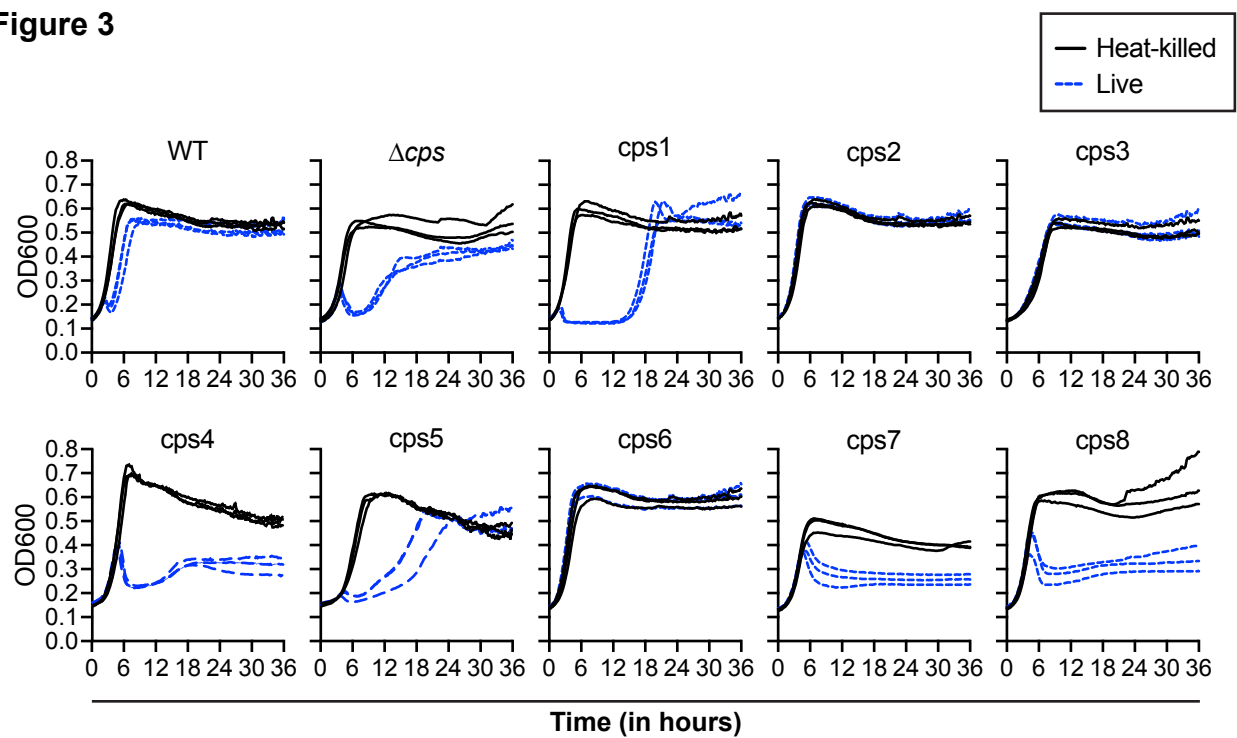 Figure 3
Heat-killed
Live
WT
Δcps
cps1
cps2
cps3
0.8
0.7
0.6
0.5
0.4
0.3
0.2
0.1
0.0
OD600
0 6 12 18 24 30 36
0 6 12 18 24 30 36
0 6 12 18 24 30 36
0 6 12 18 24 30 36
0 6 12 18 24 30 36
cps4
cps5
cps6
cps7
cps8
0.8
0.7
0.6
0.5
0.4
0.3
0.2
0.1
0.0
OD600
0 6 12 18 24 30 36
0 6 12 18 24 30 36
0 6 12 18 24 30 36
0 6 12 18 24 30 36
0 6 12 18 24 30 36
Time (in hours)